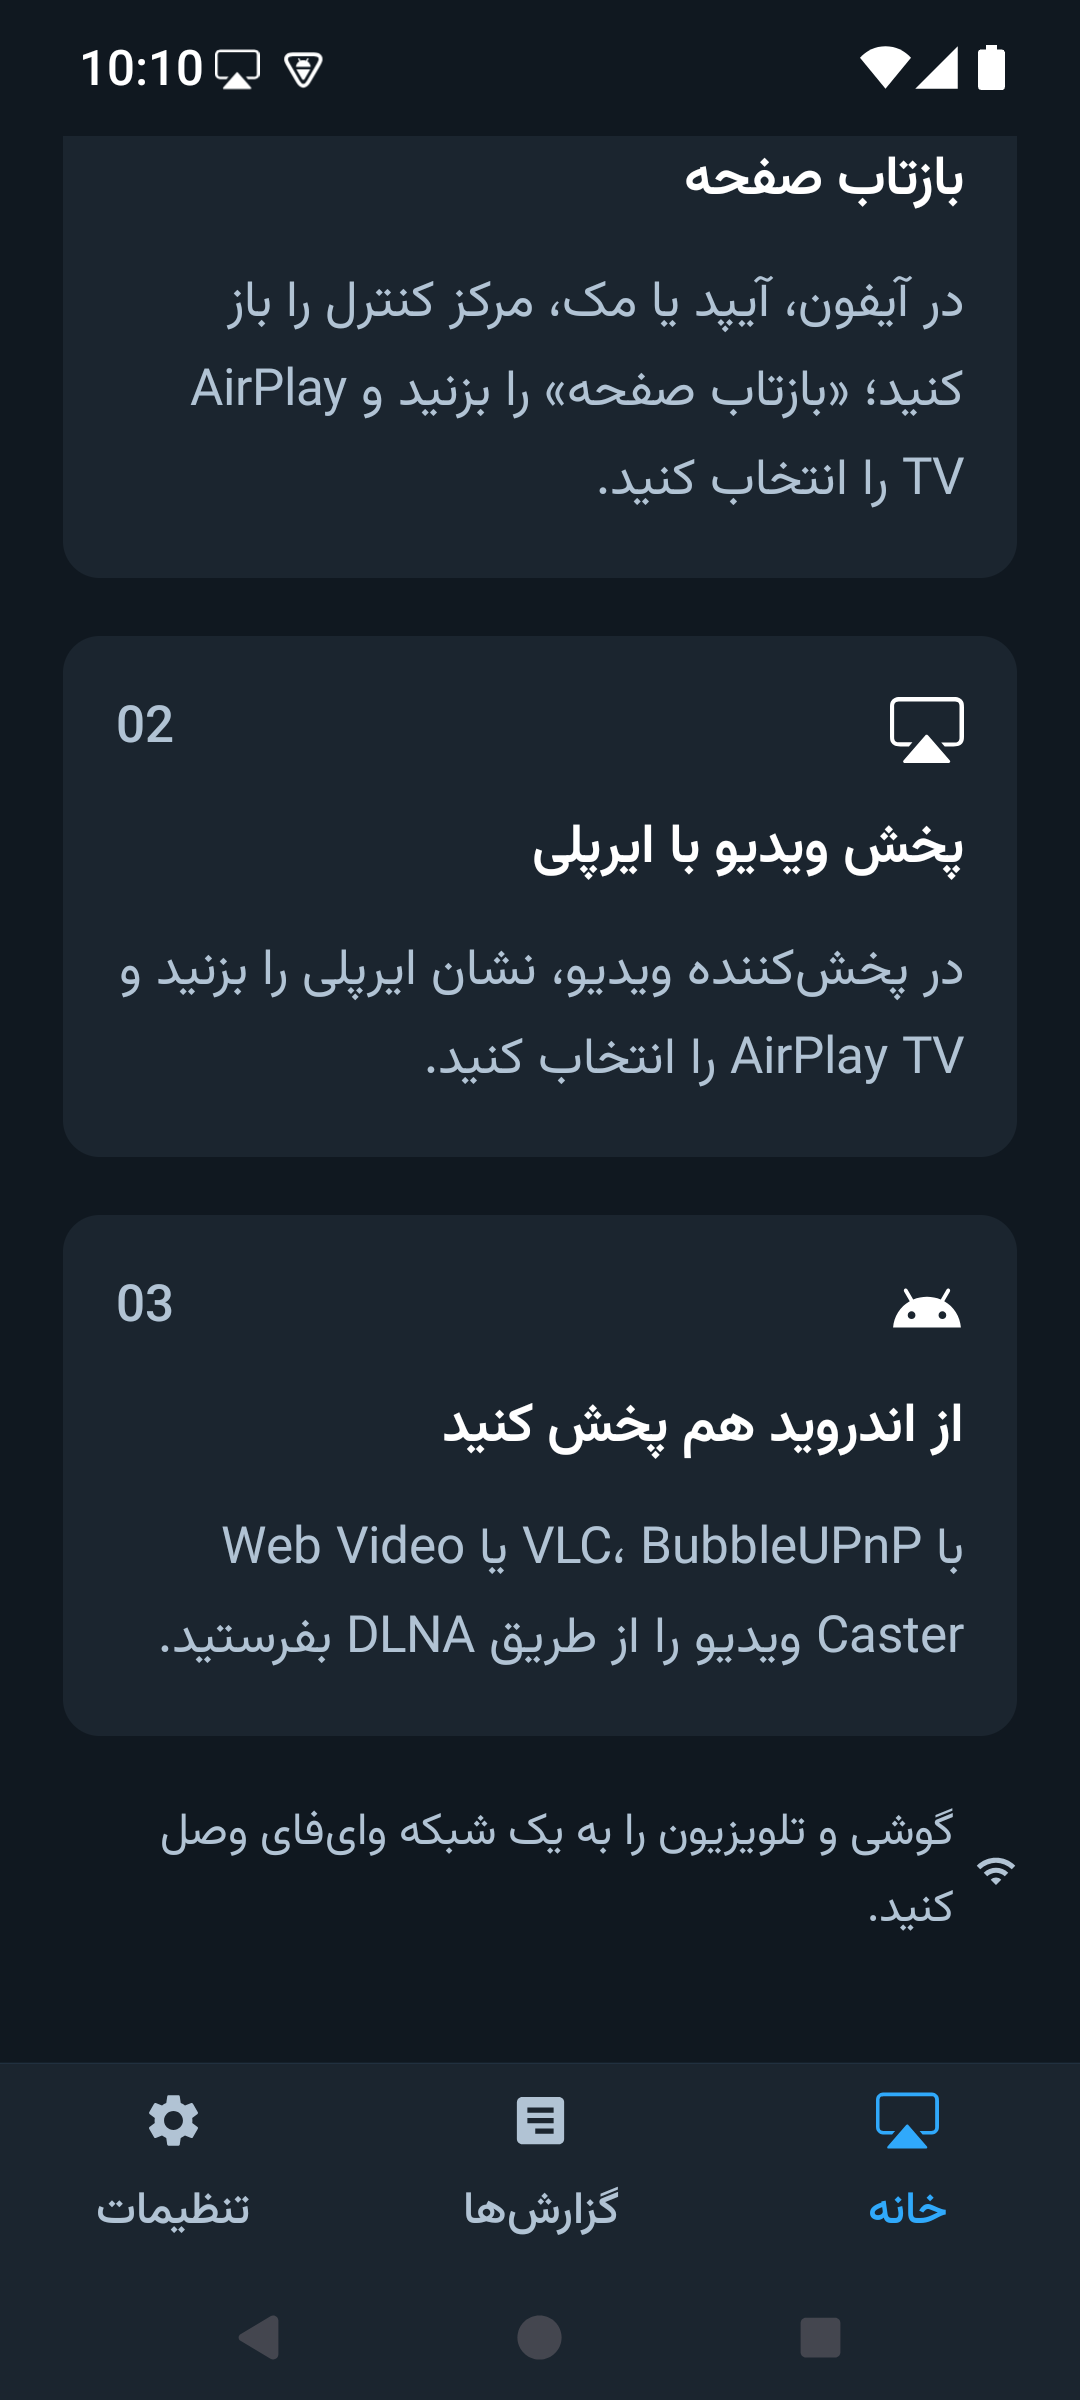 10:10
بازتاب صفحه
در آیفون، آیپد یا مک، مرکز کنترل را باز
کنید؛ «بازتاب صفحه» را بزنید و AirPlay
TV را انتخاب کنید.
02
پخش ویدیو با ایرپلی
در پخش‌کننده ویدیو، نشان ایرپلی را بزنید و
AirPlay TV را انتخاب کنید.
03
از اندروید هم پخش کنید
با VLC، BubbleUPnP یا Web Video
Caster ویدیو را از طریق DLNA بفرستید.
گوشی و تلویزیون را به یک شبکه وای‌فای وصل
کنید.
خانه
گزارش‌ها
تنظیمات